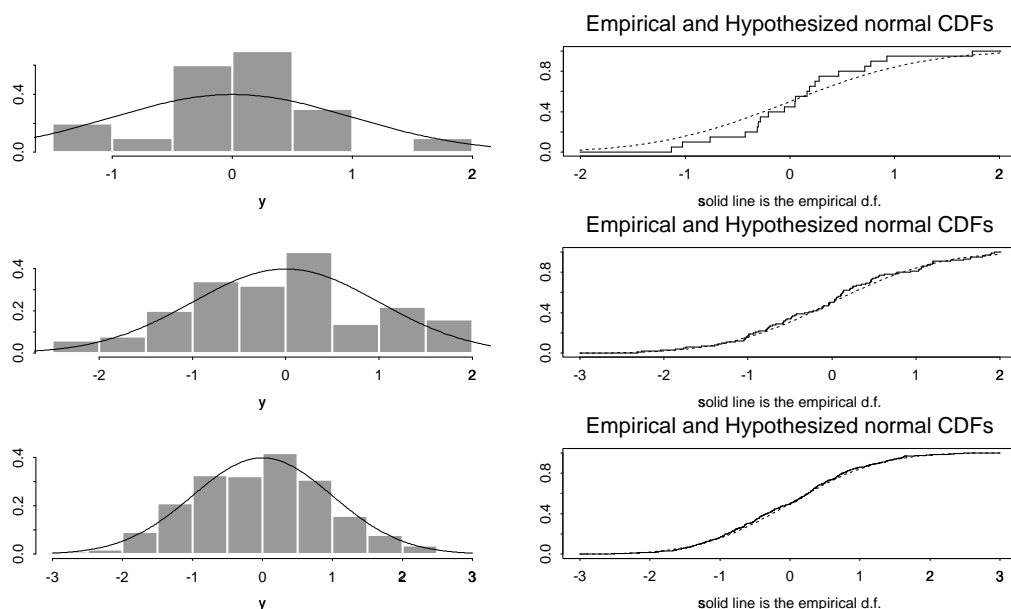 Empirical and Hypothesized normal CDFs
0.0 0.4
-1 0 1 2
y
0.0 0.4 0.8
-2 -1 0 1 2
solid line is the empirical d.f.
Empirical and Hypothesized normal CDFs
0.0 0.2 0.4
-2 -1 0 1 2
y
0.0 0.4 0.8
-3 -2 -1 0 1 2
solid line is the empirical d.f.
Empirical and Hypothesized normal CDFs
0.0 0.2 0.4
-3 -2 -1 0 1 2 3
y
0.0 0.4 0.8
-3 -2 -1 0 1 2 3
solid line is the empirical d.f.